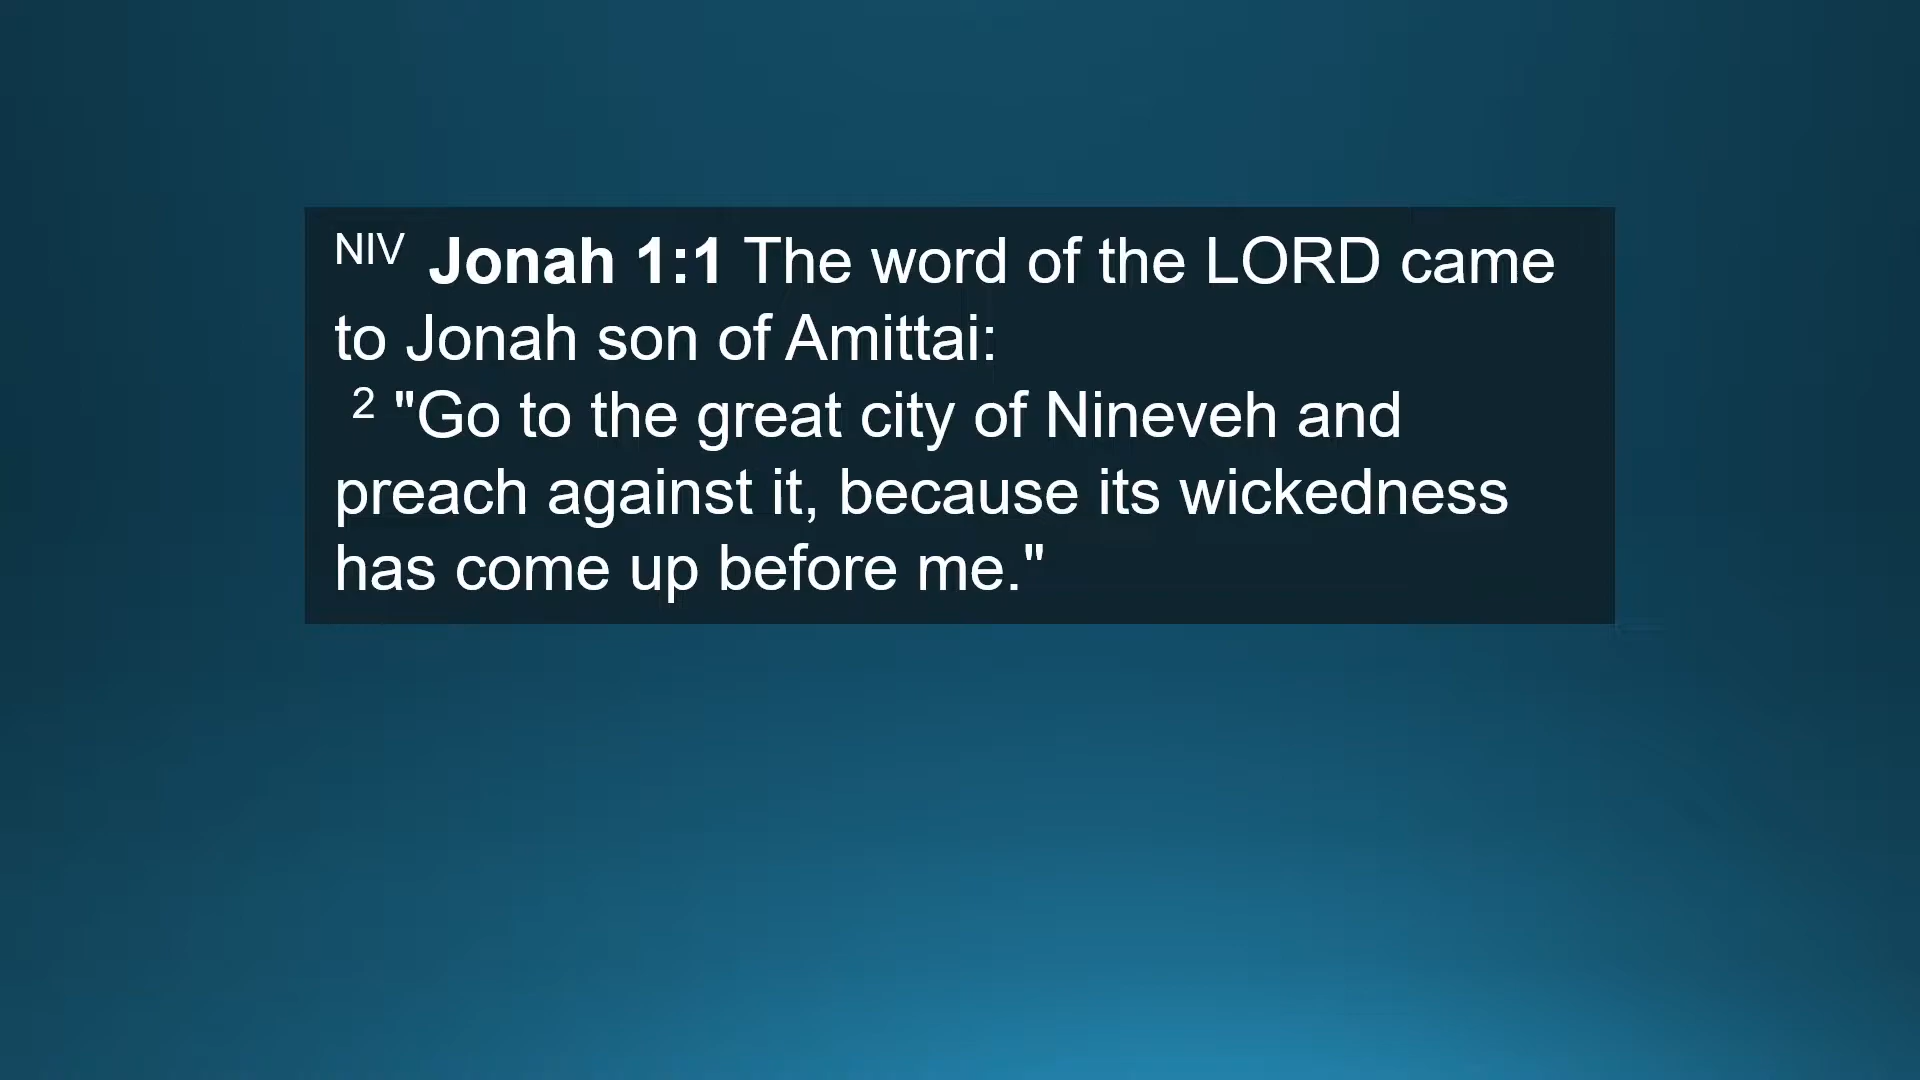 NIV Jonah 1:1 The word of the LORD came
to Jonah son of Amittai:
2 "Go to the great city of Nineveh and
preach against it, because its wickedness
has come up before me."